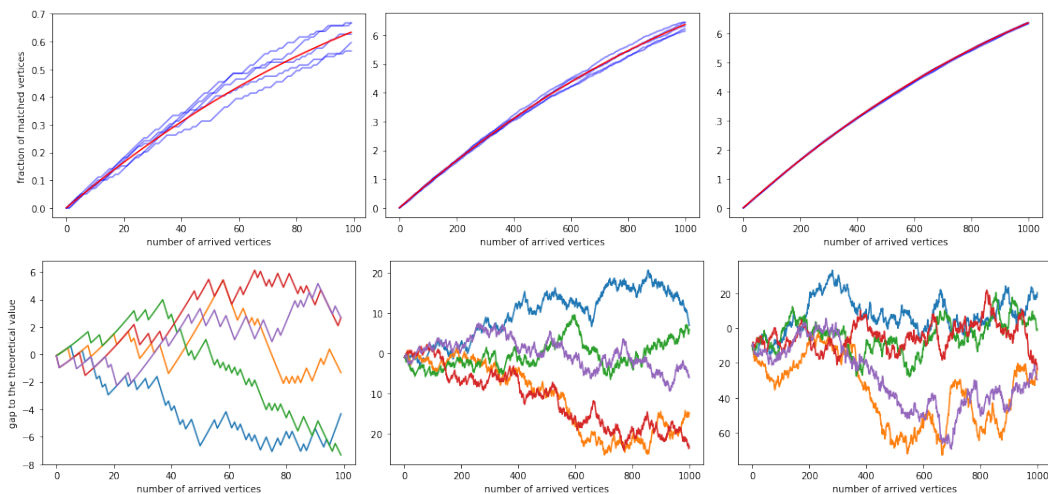 fraction of matched vertices
0.7
0.6
0.5
0.4
0.3
0.2
0.1
0.0
0 20 40 60 80 100
number of arrived vertices
.6
.5
.4
.3
.2
.1
0
0 200 400 600 800 1000
number of arrived vertices
6
5
4
3
2
1
0
0 200 400 600 800 1000
number of arrived vertices
gap to the theoretical value
6
4
2
0
−2
−4
−6
−8
0 20 40 60 80 100
number of arrived vertices
20
10
0
10
20
0 200 400 600 800 1000
number of arrived vertices
20
0
20
40
60
0 200 400 600 800 1000
number of arrived vertices